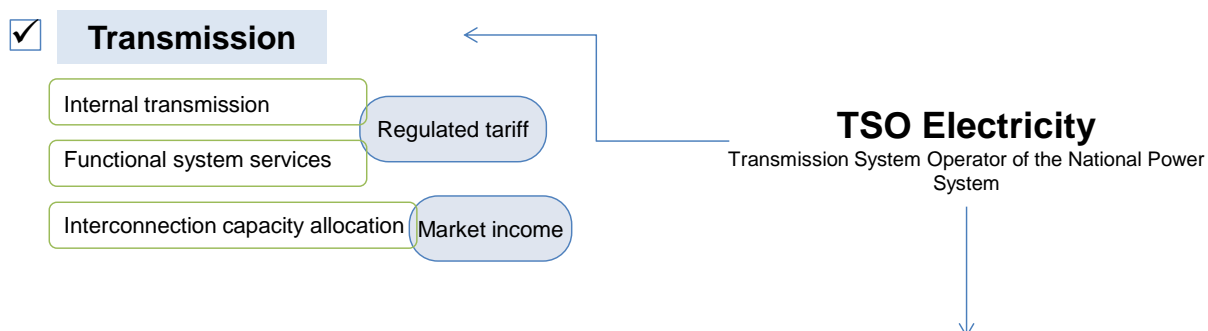 Transmission
Internal transmission
Regulated tariff
Functional system services
Interconnection capacity allocation
Market income
TSO Electricity
Transmission System Operator of the National Power
System